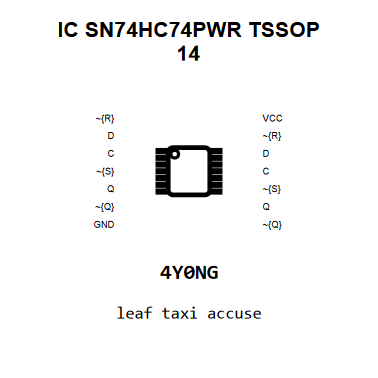 IC SN74HC74PWR TSSOP
14
~{R} VCC
D ~{R}
C D
~{S} C
Q ~{S}
~{Q} Q
GND ~{Q}
4Y0NG
leaf taxi accuse